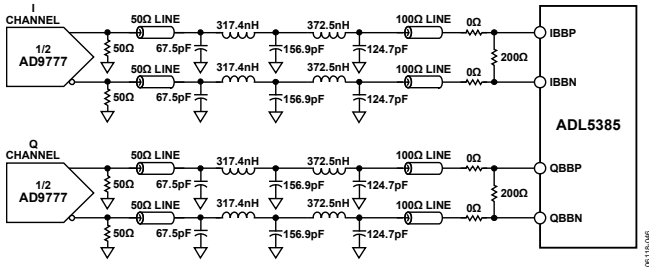 I
CHANNEL
1/2
AD9777
50Ω
50Ω LINE
67.5pF
317.4nH
156.9pF
372.5nH
124.7pF
100Ω LINE
0Ω
IBBP
50Ω
50Ω LINE
67.5pF
317.4nH
156.9pF
372.5nH
124.7pF
100Ω LINE
0Ω
200Ω
IBBN
ADL5385
Q
CHANNEL
1/2
AD9777
50Ω
50Ω LINE
67.5pF
317.4nH
156.9pF
372.5nH
124.7pF
100Ω LINE
0Ω
QBBP
50Ω
50Ω LINE
67.5pF
317.4nH
156.9pF
372.5nH
124.7pF
100Ω LINE
0Ω
200Ω
QBBN
06118-046